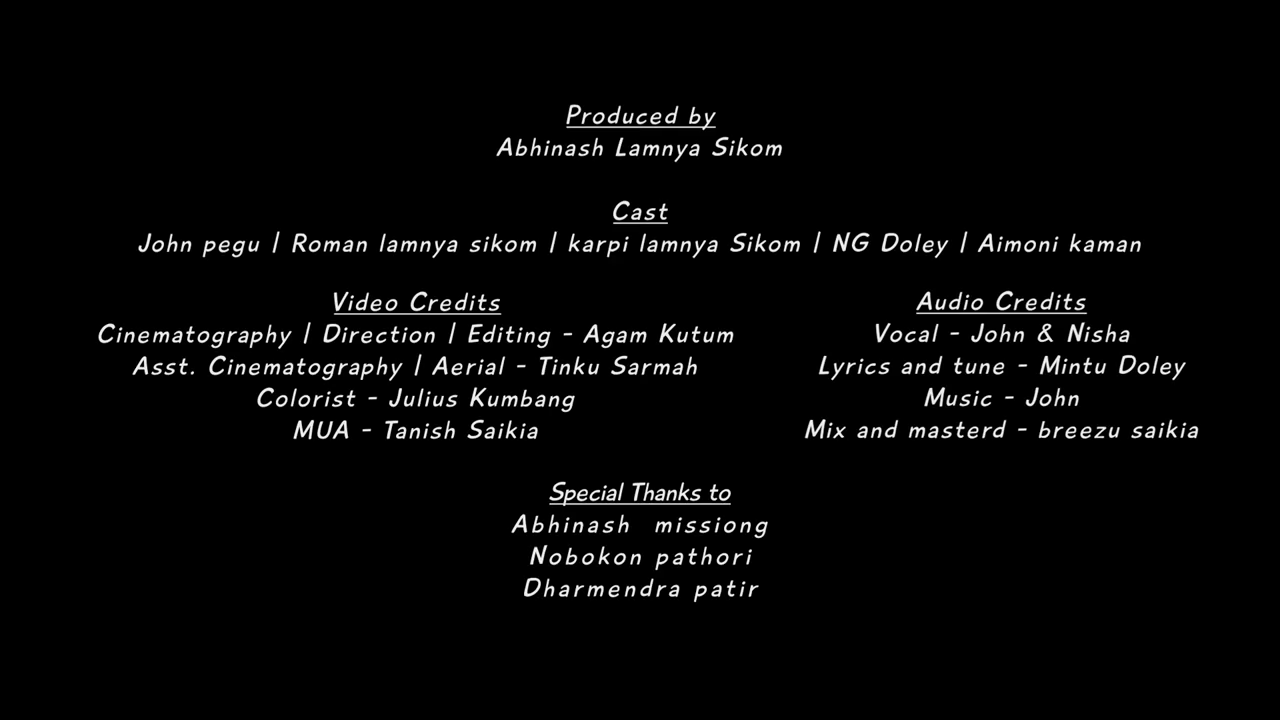 Produced by
Abhinash Lamnya Sikom
Cast
John pegu | Roman lamnya sikom | karpi lamnya Sikom | NG Doley | Aimoni kaman
Video Credits
Cinematography | Direction | Editing - Agam Kutum
Asst. Cinematography | Aerial - Tinku Sarmah
Colorist - Julius Kumbang
MUA - Tanish Saikia
Audio Credits
Vocal - John & Nisha
Lyrics and tune - Mintu Doley
Music - John
Mix and masterd - breezu saikia
Special Thanks to
Abhinash missiong
Nobokon pathori
Dharmendra patir